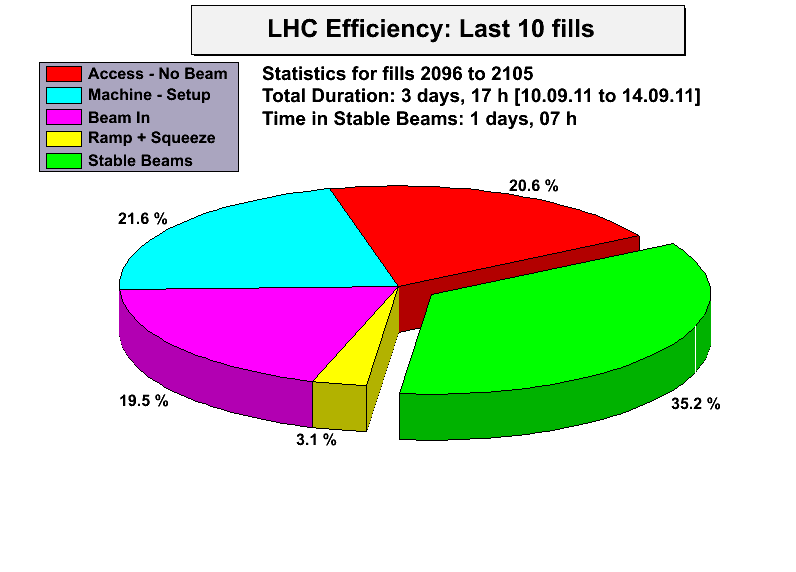 LHC Efficiency: Last 10 fills
Access - No Beam
Machine - Setup
Beam In
Ramp + Squeeze
Stable Beams
Statistics for fills 2096 to 2105
Total Duration: 3 days, 17 h [10.09.11 to 14.09.11]
Time in Stable Beams: 1 days, 07 h
20.6 %
21.6 %
19.5 %
35.2 %
3.1 %